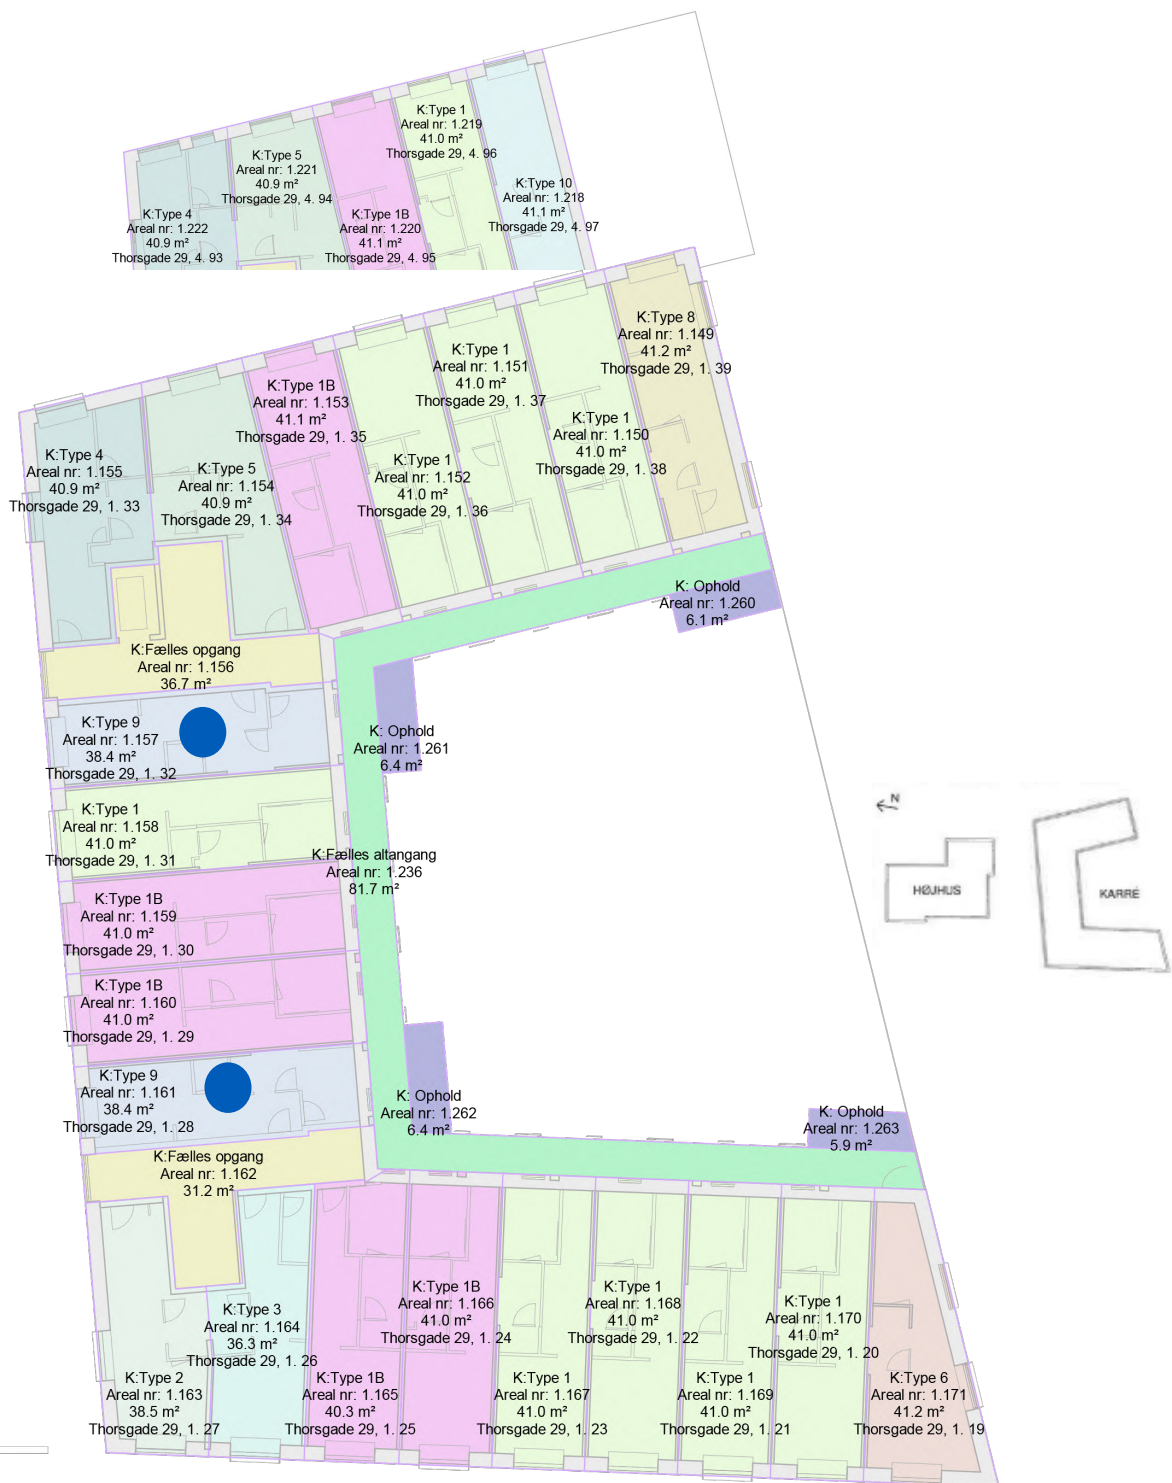 K:Type 1
Areal nr: 1.219
41.0 m²
Thorsgade 29, 4. 96
K:Type 5
Areal nr: 1.221
40.9 m²
Thorsgade 29, 4. 94
K:Type 10
Areal nr: 1.218
41.1 m²
Thorsgade 29, 4. 97
K:Type 4
Areal nr: 1.222
40.9 m²
Thorsgade 29, 4. 93
K:Type 1B
Areal nr: 1.220
41.1 m²
Thorsgade 29, 4. 95
K:Type 8
Areal nr: 1.149
41.2 m²
Thorsgade 29, 1. 39
K:Type 1
Areal nr: 1.151
41.0 m²
Thorsgade 29, 1. 37
K:Type 1B
Areal nr: 1.153
41.1 m²
Thorsgade 29, 1. 35
K:Type 1
Areal nr: 1.150
41.0 m²
Thorsgade 29, 1. 38
K:Type 4
Areal nr: 1.155
40.9 m²
Thorsgade 29, 1. 33
K:Type 5
Areal nr: 1.154
40.9 m²
Thorsgade 29, 1. 34
K:Type 1
Areal nr: 1.152
41.0 m²
Thorsgade 29, 1. 36
K: Ophold
Areal nr: 1.260
6.1 m²
K:Fælles opgang
Areal nr: 1.156
36.7 m²
K:Type 9
Areal nr: 1.157
38.4 m²
Thorsgade 29, 1. 32
K: Ophold
Areal nr: 1.261
6.4 m²
K:Type 1
Areal nr: 1.158
41.0 m²
Thorsgade 29, 1. 31
K:Fælles altangang
Areal nr: 1.236
81.7 m²
N
HØJHUS
KARRÉ
K:Type 1B
Areal nr: 1.159
41.0 m²
Thorsgade 29, 1. 30
K:Type 1B
Areal nr: 1.160
41.0 m²
Thorsgade 29, 1. 29
K:Type 9
Areal nr: 1.161
38.4 m²
Thorsgade 29, 1. 28
K: Ophold
Areal nr: 1.262
6.4 m²
K: Ophold
Areal nr: 1.263
5.9 m²
K:Fælles opgang
Areal nr: 1.162
31.2 m²
K:Type 3
Areal nr: 1.164
36.3 m²
Thorsgade 29, 1. 26
K:Type 1B
Areal nr: 1.166
41.0 m²
Thorsgade 29, 1. 24
K:Type 1
Areal nr: 1.168
41.0 m²
Thorsgade 29, 1. 22
K:Type 1
Areal nr: 1.170
41.0 m²
Thorsgade 29, 1. 20
K:Type 2
Areal nr: 1.163
38.5 m²
Thorsgade 29, 1. 27
K:Type 1B
Areal nr: 1.165
40.3 m²
Thorsgade 29, 1. 25
K:Type 1
Areal nr: 1.167
41.0 m²
Thorsgade 29, 1. 23
K:Type 1
Areal nr: 1.169
41.0 m²
Thorsgade 29, 1. 21
K:Type 6
Areal nr: 1.171
41.2 m²
Thorsgade 29, 1. 19